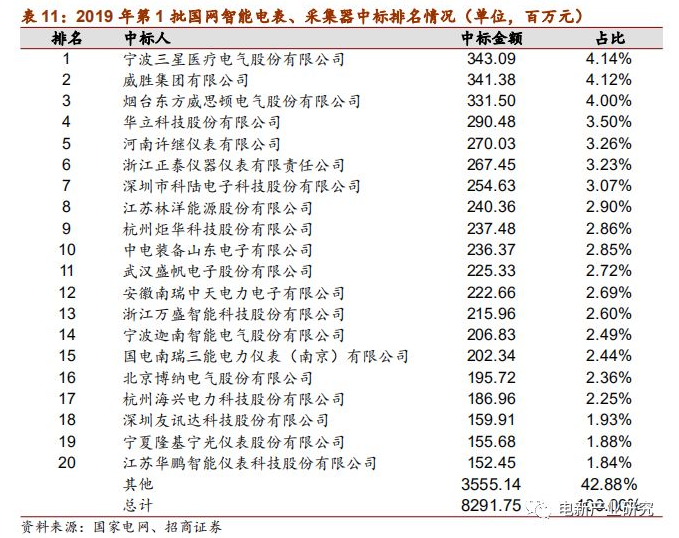 表 11：2019 年第 1 批国网智能电表、采集器中标排名情况（单位，百万元）
排名 中标人 中标金额 占比
1 宁波三星医疗电气股份有限公司 343.09 4.14%
2 威胜集团有限公司 341.38 4.12%
3 烟台东方威思顿电气股份有限公司 331.50 4.00%
4 华立科技股份有限公司 290.48 3.50%
5 河南许继仪表有限公司 270.03 3.26%
6 浙江正泰仪器仪表有限责任公司 267.45 3.23%
7 深圳市科陆电子科技股份有限公司 254.63 3.07%
8 江苏林洋能源股份有限公司 240.36 2.90%
9 杭州炬华科技股份有限公司 237.48 2.86%
10 中电装备山东电子有限公司 236.37 2.85%
11 武汉盛帆电子股份有限公司 225.33 2.72%
12 安徽南瑞中天电力电子有限公司 222.66 2.69%
13 浙江万盛智能科技股份有限公司 215.96 2.60%
14 宁波迦南智能电气股份有限公司 206.83 2.49%
15 国电南瑞三能电力仪表（南京）有限公司 202.34 2.44%
16 北京博纳电气股份有限公司 195.72 2.36%
17 杭州海兴电力科技股份有限公司 186.96 2.25%
18 深圳友讯达科技股份有限公司 159.91 1.93%
19 宁夏隆基宁光仪表股份有限公司 155.68 1.88%
20 江苏华鹏智能仪表科技股份有限公司 152.45 1.84%
其他 3555.14 42.88%
总计 8291.75 100.00%
电新产业研究
资料来源：国家电网、招商证券